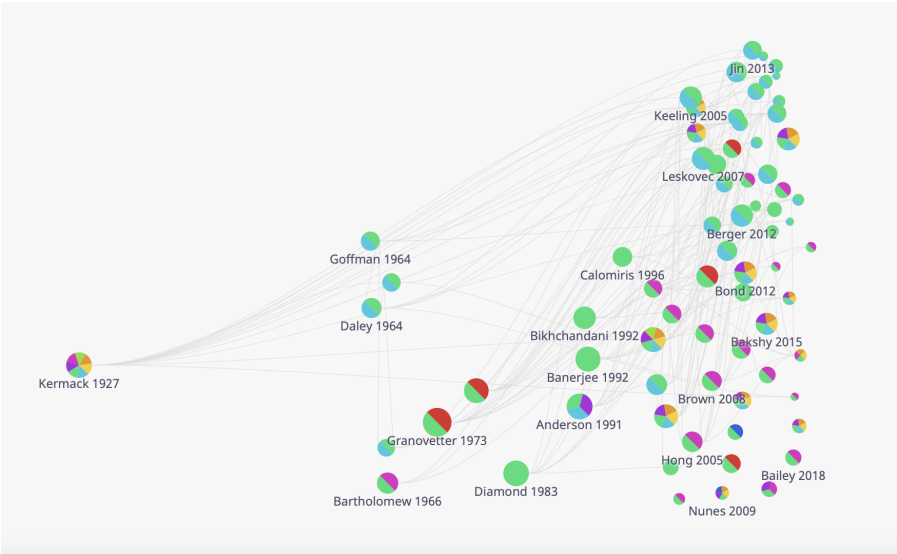 Jin 2013
Keeling 2005
Leskovec 2007
Berger 2012
Goffman 1964
Calomiris 1996
Bond 2012
Daley 1964
Bikhchandani 1992
Bakshy 2015
Banerjee 1992
Kermack 1927
Brown 2008
Anderson 1991
Granovetter 1973
Hong 2005
Bailey 2018
Diamond 1983
Bartholomew 1966
Nunes 2009